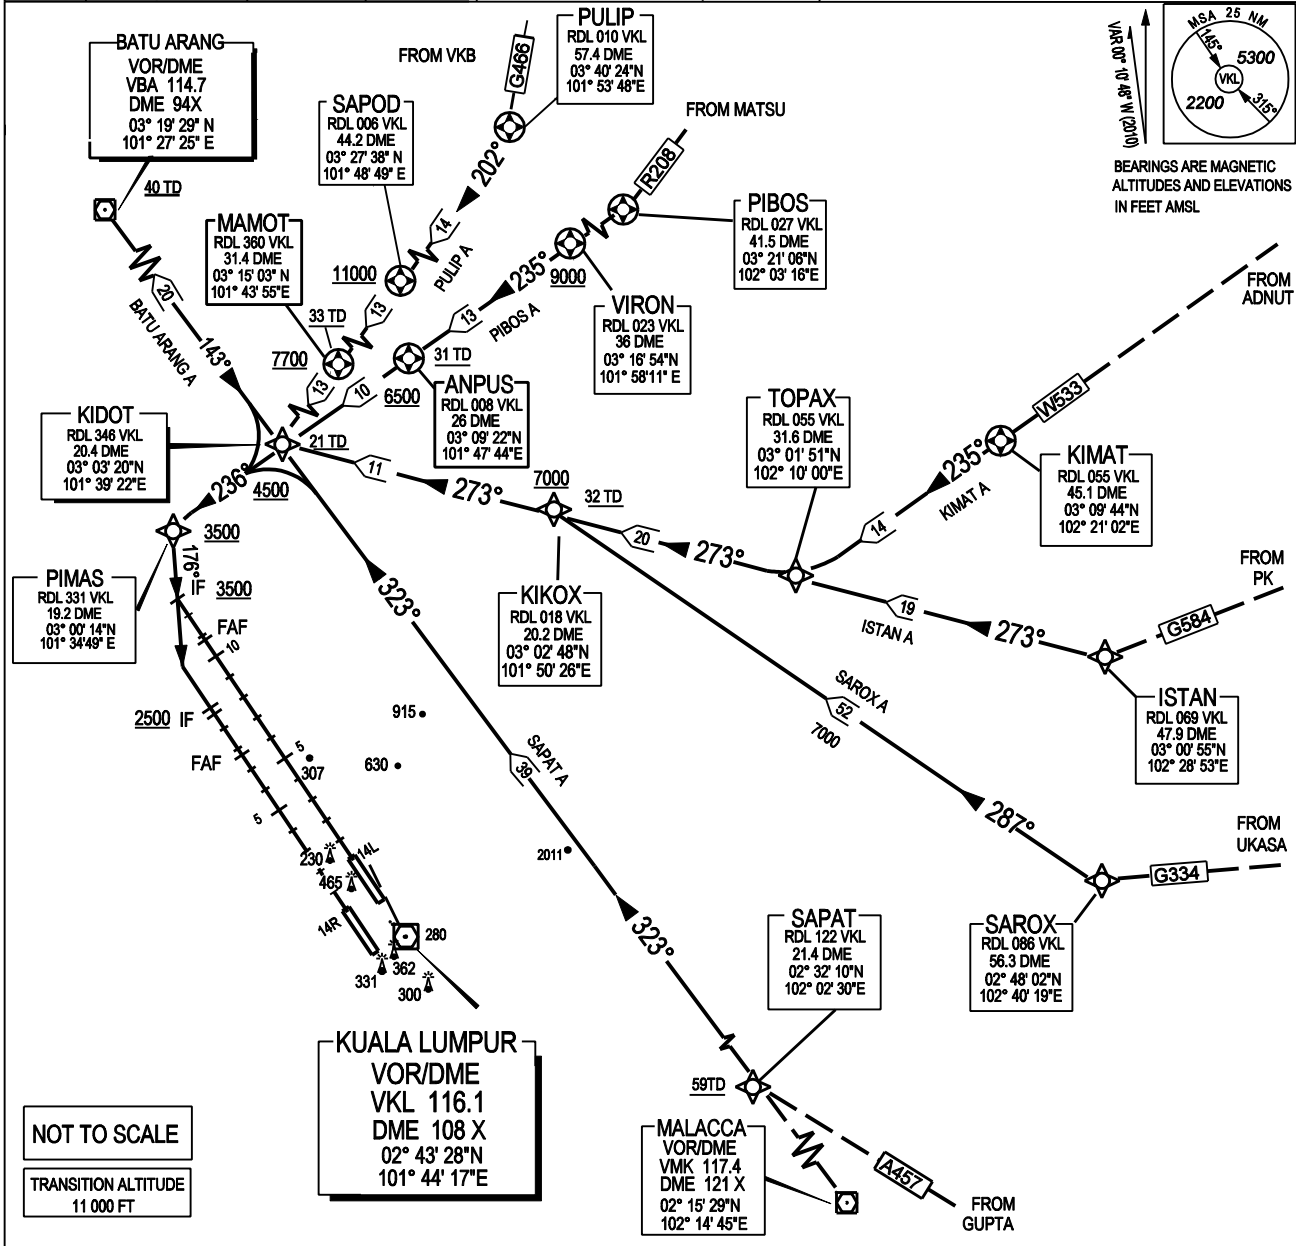 BATU ARANG
VOR/DME
VBA 114.7
DME 94X
03° 19' 29" N
101° 27' 25" E
40 TD
FROM VKB
G466
PULIP
RDL 010 VKL
57.4 DME
03° 40' 24"N
101° 53' 48"E
SAPOD
RDL 006 VKL
44.2 DME
03° 27' 38" N
101° 48' 49" E
202°
14
PULIP A
11000
13
FROM MATSU
R208
MSA 25 NM
145°
5300
VKL
2200
315°
VAR 00° 10' 48" W (2010)
BEARINGS ARE MAGNETIC
ALTITUDES AND ELEVATIONS
IN FEET AMSL
MAMOT
RDL 360 VKL
31.4 DME
03° 15' 03" N
101° 43' 55"E
33 TD
7700
13
PIBOS
RDL 027 VKL
41.5 DME
03° 21' 06"N
102° 03' 16"E
235°
9000
13
PIBOS A
VIRON
RDL 023 VKL
36 DME
03° 16' 54"N
101° 58'11" E
20
BATU ARANG A
143°
31 TD
6500
10
ANPUS
RDL 008 VKL
26 DME
03° 09' 22"N
101° 47' 44"E
FROM
ADNUT
W533
KIDOT
RDL 346 VKL
20.4 DME
03° 03' 20"N
101° 39' 22"E
21 TD
4500
236°
TOPAX
RDL 055 VKL
31.6 DME
03° 01' 51"N
102° 10' 00"E
235°
KIMAT A
14
KIMAT
RDL 055 VKL
45.1 DME
03° 09' 44"N
102° 21' 02"E
11
273°
7000
32 TD
20
273°
3500
PIMAS
RDL 331 VKL
19.2 DME
03° 00' 14"N
101° 34'49" E
176°
IF
3500
FAF
10
KIKOX
RDL 018 VKL
20.2 DME
03° 02' 48"N
101° 50' 26"E
19
ISTAN A
273°
FROM
PK
G584
ISTAN
RDL 069 VKL
47.9 DME
03° 00' 55"N
102° 28' 53"E
323°
2500 IF
FAF
5
307
5
915
630
SAPAT A
39
SAROX A
52
7000
287°
FROM
UKASA
G334
SAROX
RDL 086 VKL
56.3 DME
02° 48' 02"N
102° 40' 19"E
2011
230
465
14L
14R
280
362
331
300
323°
SAPAT
RDL 122 VKL
21.4 DME
02° 32' 10"N
102° 02' 30"E
59TD
KUALA LUMPUR
VOR/DME
VKL 116.1
DME 108 X
02° 43' 28"N
101° 44' 17"E
MALACCA
VOR/DME
VMK 117.4
DME 121 X
02° 15' 29"N
102° 14' 45"E
A457
FROM
GUPTA
NOT TO SCALE
TRANSITION ALTITUDE
11 000 FT